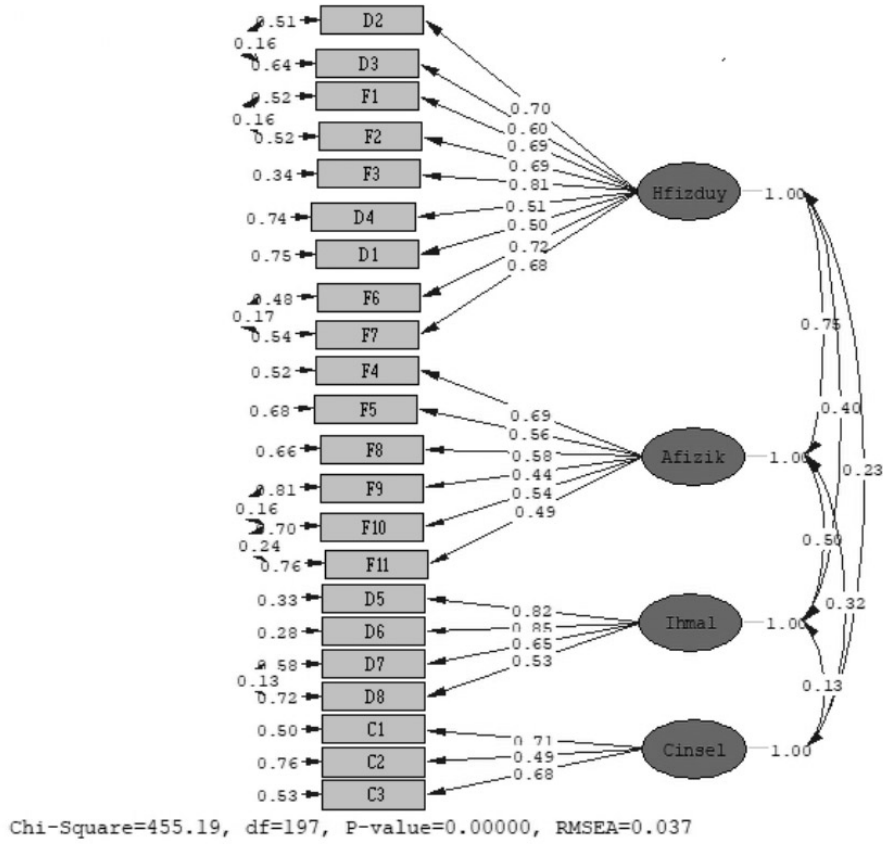 0.51 D2
0.16
0.64 D3
0.70
0.52 F1
0.60
0.16
0.69
0.52 F2
0.69
0.34 F3
0.81
Hfizduy 1.00
0.51
0.74 D4
0.50
0.75 D1
0.72
0.68
0.48 F6
0.17
0.54 F7
0.75
0.52 F4
0.68 F5
0.69
0.40
0.56
0.66 F8
0.58
Afizik 1.00
0.23
0.44
0.81 F9
0.54
0.16
0.49
0.70 F10
0.24
0.50
0.76 F11
0.33 D5
0.82
0.32
0.28 D6
0.85
Ihmal 1.00
0.65
0.58 D7
0.53
0.13
0.72 D8
0.13
0.50 C1
0.71
Cinsel 1.00
0.49
0.76 C2
0.68
0.53 C3
Chi-Square=455.19, df=197, P-value=0.00000, RMSEA=0.037